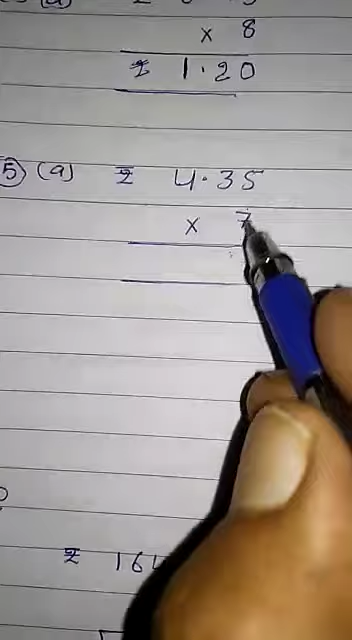 × 8
₹ 1.20
5 (a) ₹ 4.35
× 7
₹ 16